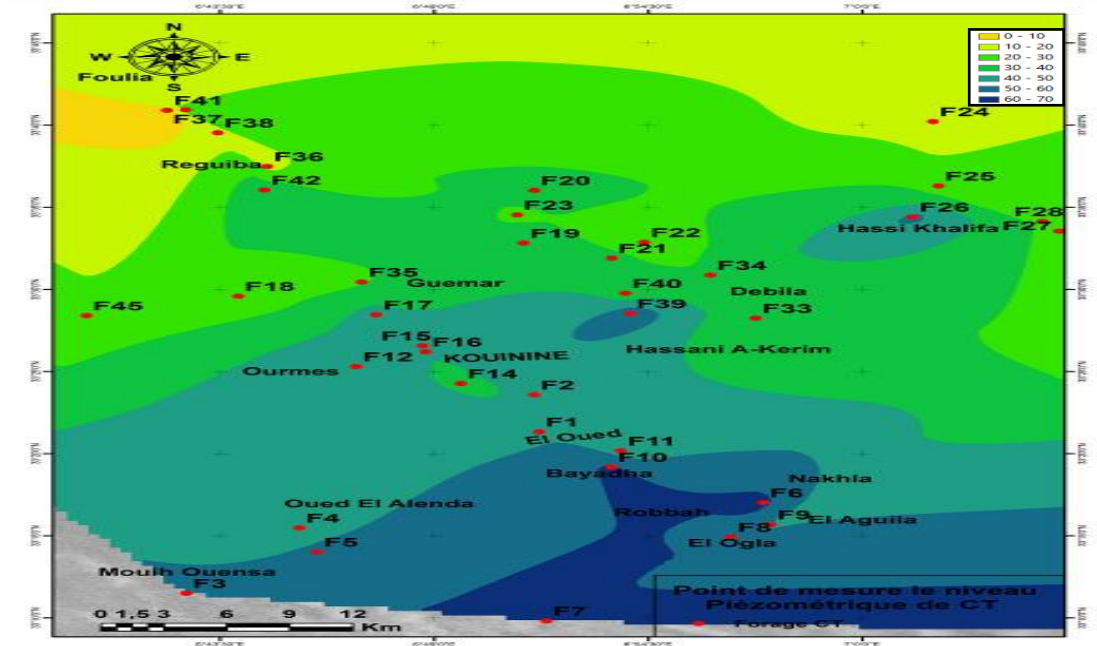 N
W E
S
0 - 10
10 - 20
20 - 30
30 - 40
40 - 50
50 - 60
60 - 70
Foulia
F41
F37
F38
F24
Reguiba
F36
F42
F20
F25
F23
F26
F28
Hassi Khalifa
F27
F19
F22
F21
F35
Guemar
F34
F18
F40
Debila
F45
F17
F39
F33
F15
F16
KOUININE
Hassani A-Kerim
Ourmes
F12
F14
F2
F1
El Oued
F11
F10
Bayadha
Nakhla
F6
Oued El Alenda
Robbah
F4
F9
El Aguila
F8
El Ogla
F5
Mouih Ouensa
F3
Point de mesure le niveau
Piézométrique de CT
Forage CT
F7
0 1,5 3 6 9 12
Km